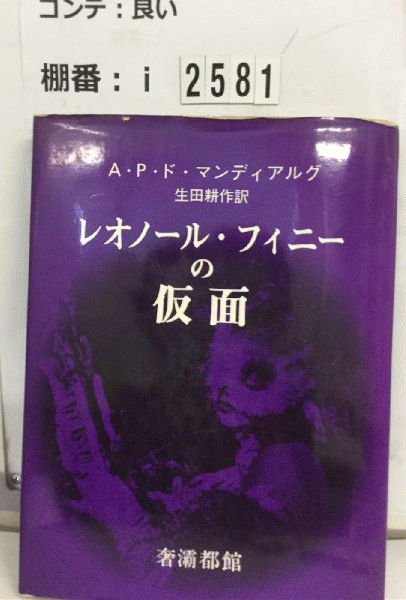 コンテ：良い
棚番：i 2581
A・P・ド・マンディアルグ
生田耕作訳
レオノール・フィニー
の
仮面
奢灞都館